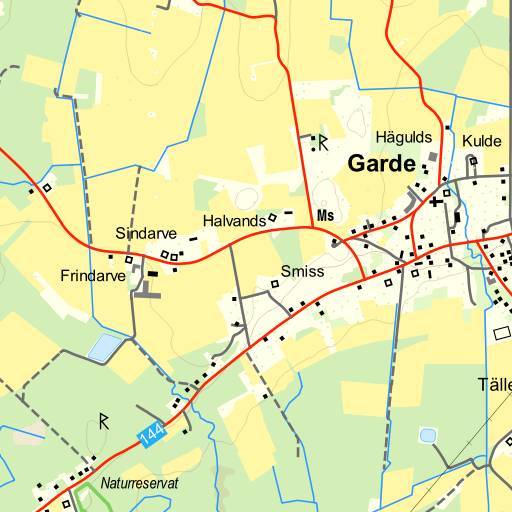 Hägulds
Kulde
Garde
Halvands
Ms
Sindarve
Frindarve
Smiss
Tälle
144
Naturreservat